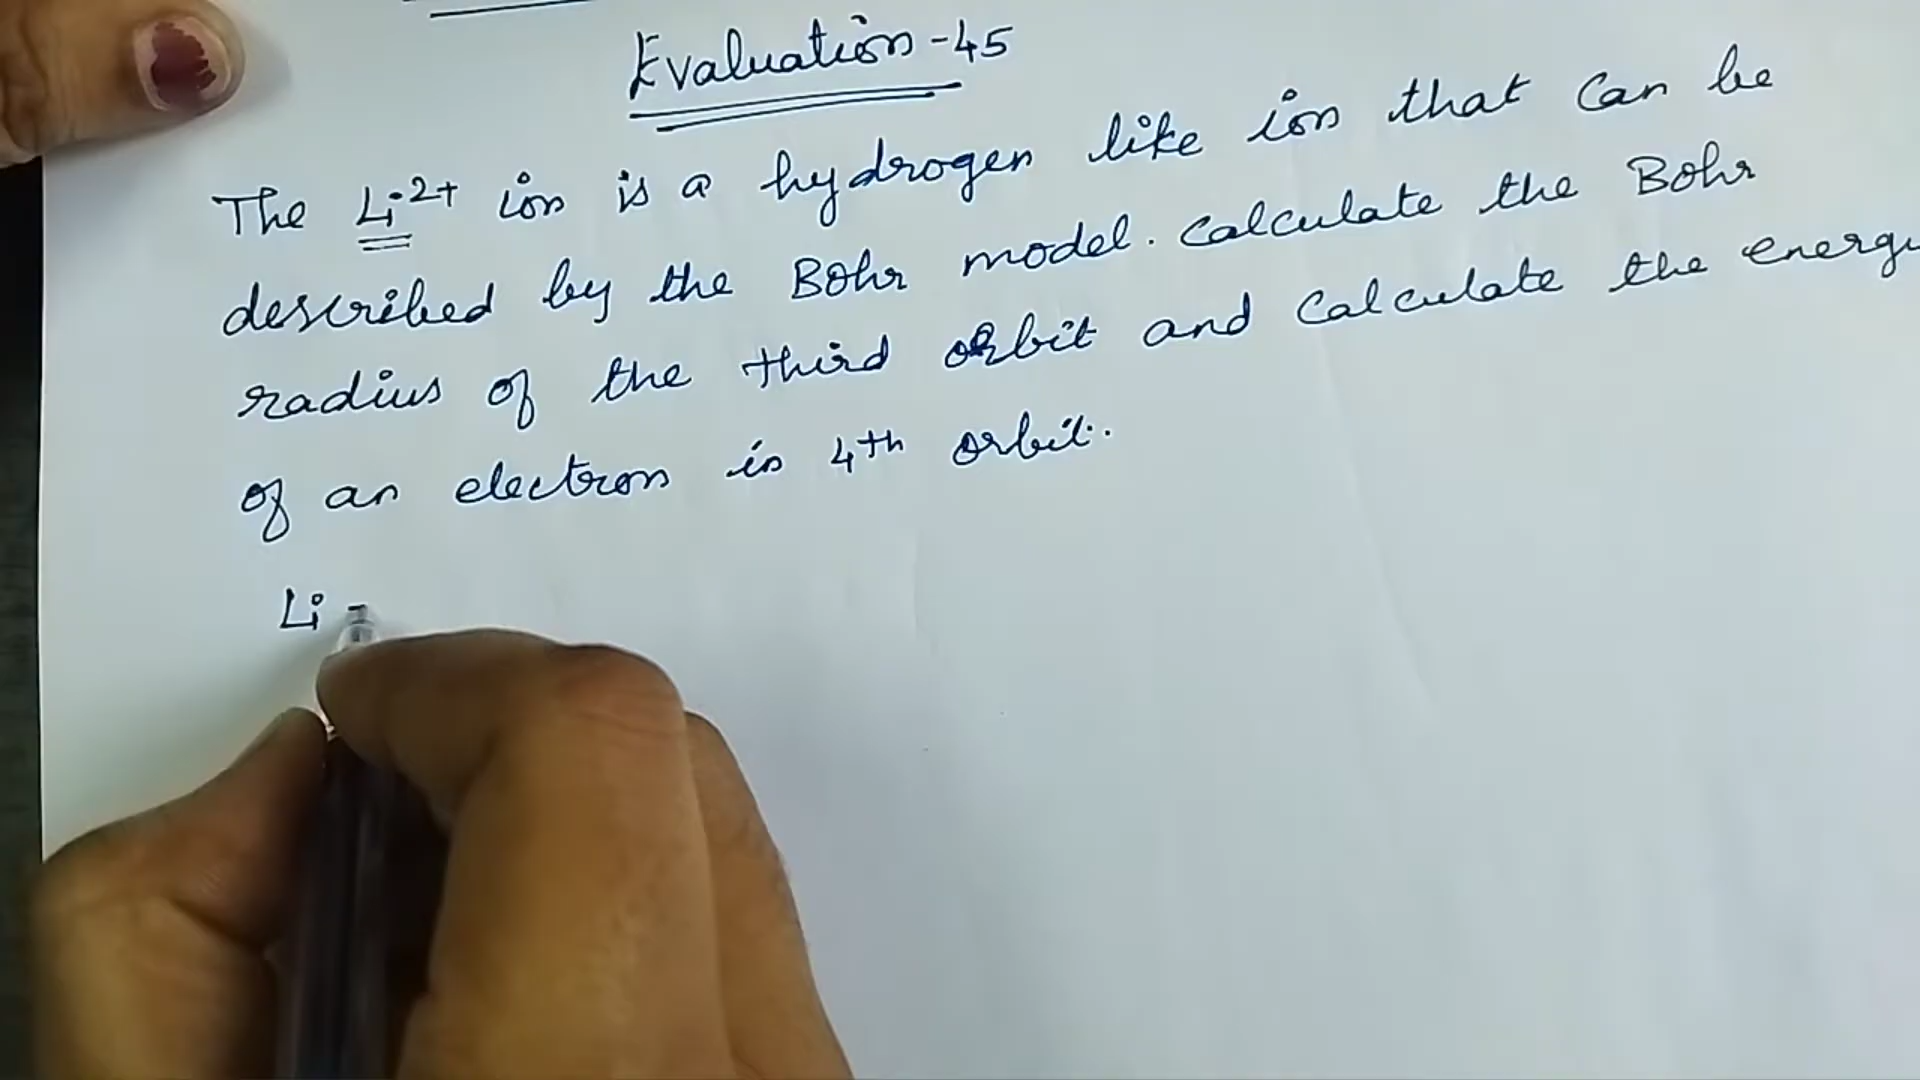 Evaluation-45
The Li2+ ion is a hydrogen like ion that can be
described by the Bohr model. Calculate the Bohr
radius of the third orbit and calculate the energy
of an electron in 4th orbit.
Li -